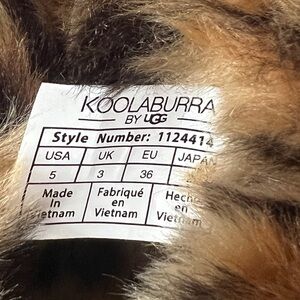 KOOLABURRA
BY UGG
Style Number: 1124414
USA UK EU JAPAN
5 3 36
Made Fabriqué Hech
In en en
Vietnam Vietnam Vietnam